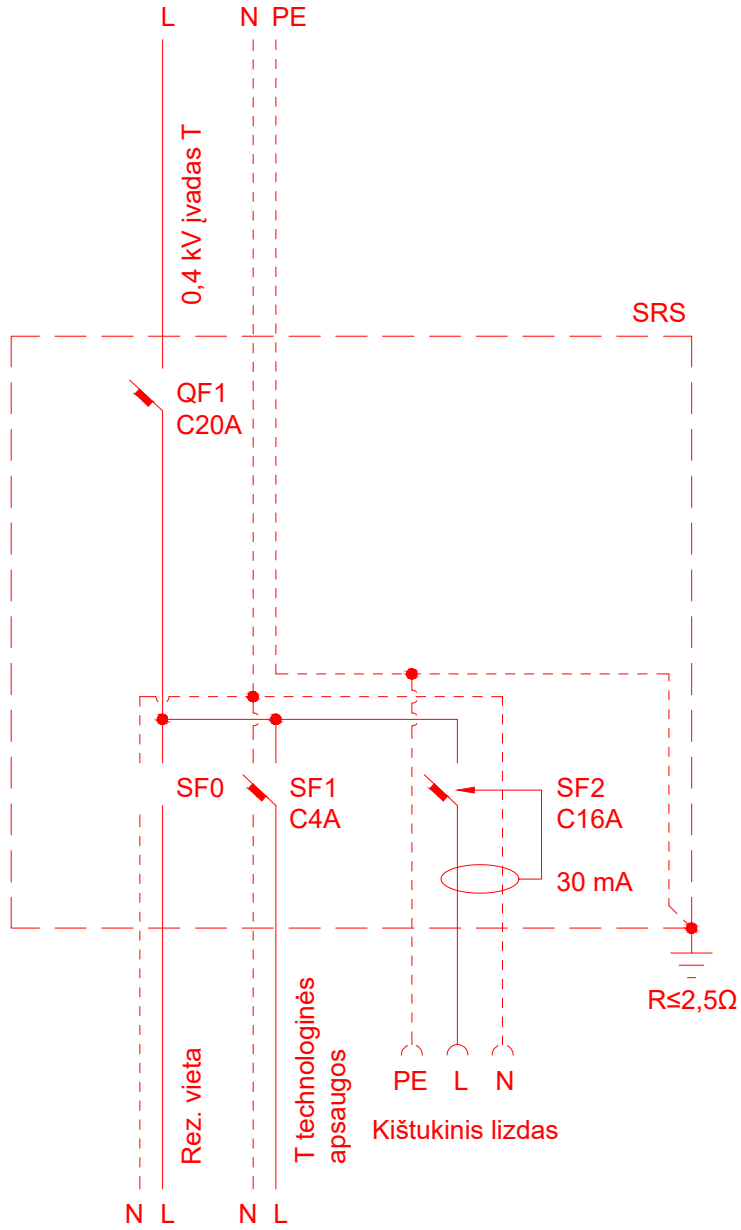 L N PE
0,4 kV įvadas T
SRS
QF1
C20A
SF0
SF1
C4A
SF2
C16A
30 mA
R≤2,5Ω
Rez. vieta
T technologinės
apsaugos
PE L N
Kištukinis lizdas
N L N L